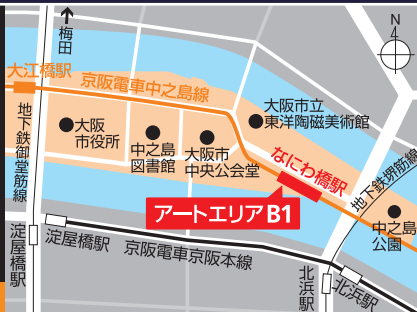 梅田
N
大江橋駅
京阪電車中之島線
地下鉄御堂筋線
大阪
市役所
中之島
図書館
大阪市
中央公会堂
大阪市立
東洋陶磁美術館
なにわ橋駅
地下鉄堺筋線
アートエリアB1
中之島
公園
淀屋橋駅
淀屋橋駅
京阪電車京阪本線
北浜駅
北浜駅